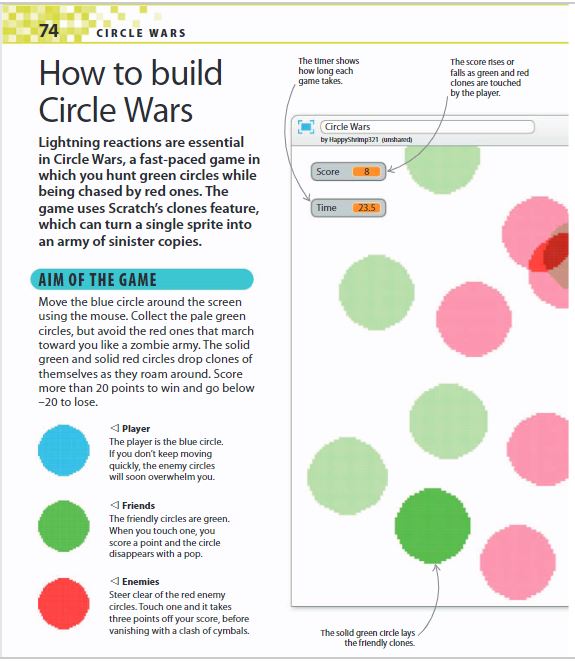 74
CIRCLE WARS
How to build
Circle Wars
Lightning reactions are essential
in Circle Wars, a fast-paced game in
which you hunt green circles while
being chased by red ones. The
game uses Scratch’s clones feature,
which can turn a single sprite into
an army of sinister copies.
AIM OF THE GAME
Move the blue circle around the screen
using the mouse. Collect the pale green
circles, but avoid the red ones that march
toward you like a zombie army. The solid
green and solid red circles drop clones of
themselves as they roam around. Score
more than 20 points to win and go below
–20 to lose.
◁ Player
The player is the blue circle.
If you don’t keep moving
quickly, the enemy circles
will soon overwhelm you.
◁ Friends
The friendly circles are green.
When you touch one, you
score a point and the circle
disappears with a pop.
◁ Enemies
Steer clear of the red enemy
circles. Touch one and it takes
three points off your score, before
vanishing with a clash of cymbals.
The timer shows
how long each
game takes.
The score rises or
falls as green and red
clones are touched
by the player.
Circle Wars
by HappyShrimp321 (unshared)
Score 8
Time 23.5
The solid green circle lays
the friendly clones.